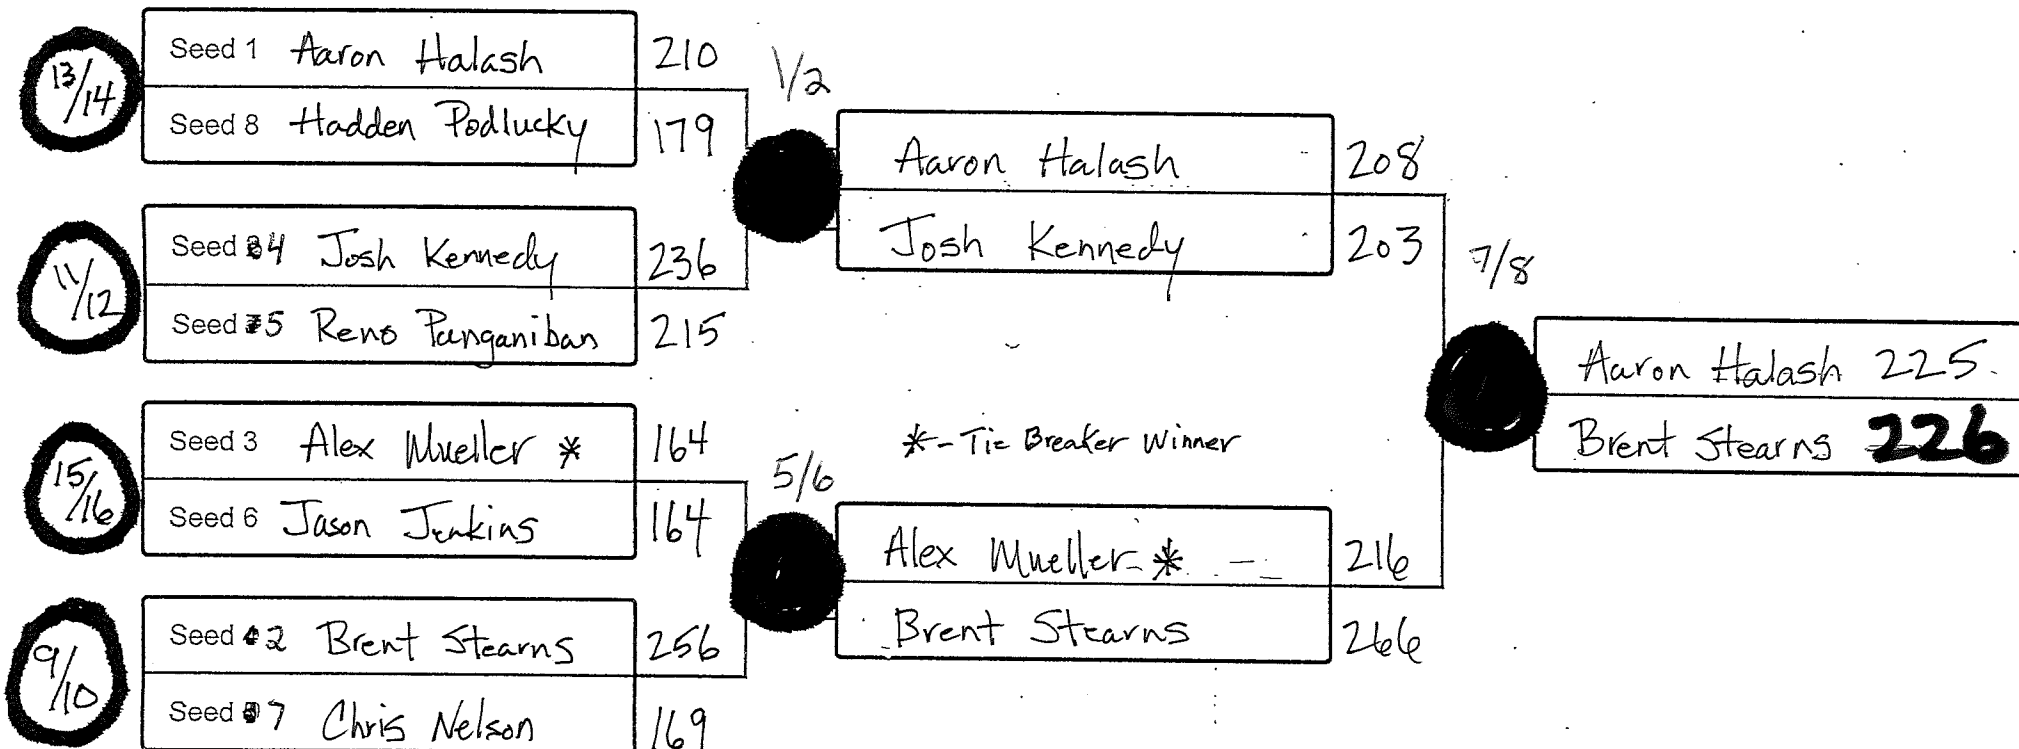 13/14
Seed 1 Aaron Halash 210
Seed 8 Hadden Podlucky 179
11/12
Seed 4 Josh Kennedy 236
Seed 5 Reno Panganiban 215
15/16
Seed 3 Alex Mueller * 164
Seed 6 Jason Jenkins 164
9/10
Seed 2 Brent Stearns 256
Seed 7 Chris Nelson 169
1/2
Aaron Halash 208
Josh Kennedy 203
*-Tie Breaker Winner
5/6
Alex Mueller * 216
Brent Stearns 266
7/8
Aaron Halash 225
Brent Stearns 226